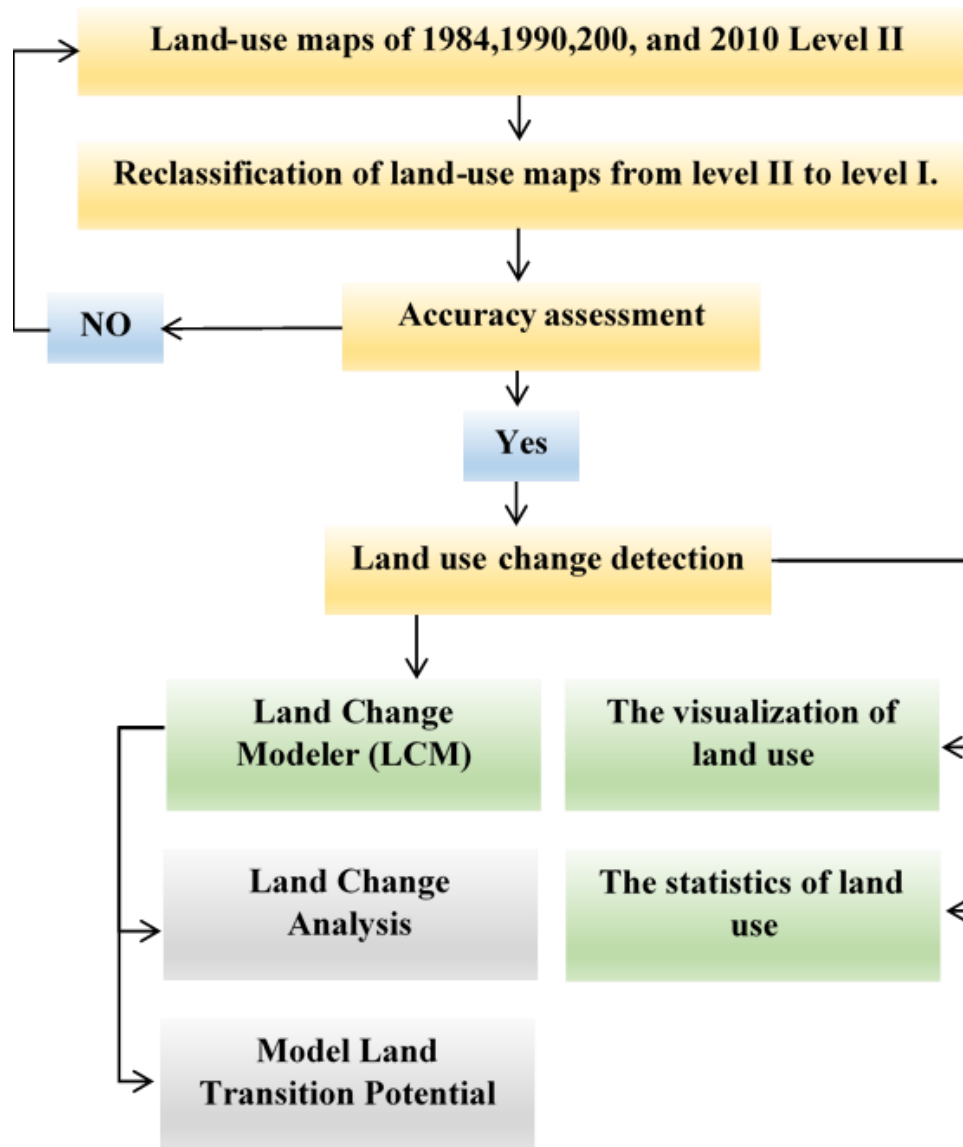 Land-use maps of 1984,1990,200, and 2010 Level II
Reclassification of land-use maps from level II to level I.
Accuracy assessment
NO
Yes
Land use change detection
Land Change
Modeler (LCM)
The visualization of
land use
Land Change
Analysis
The statistics of land
use
Model Land
Transition Potential